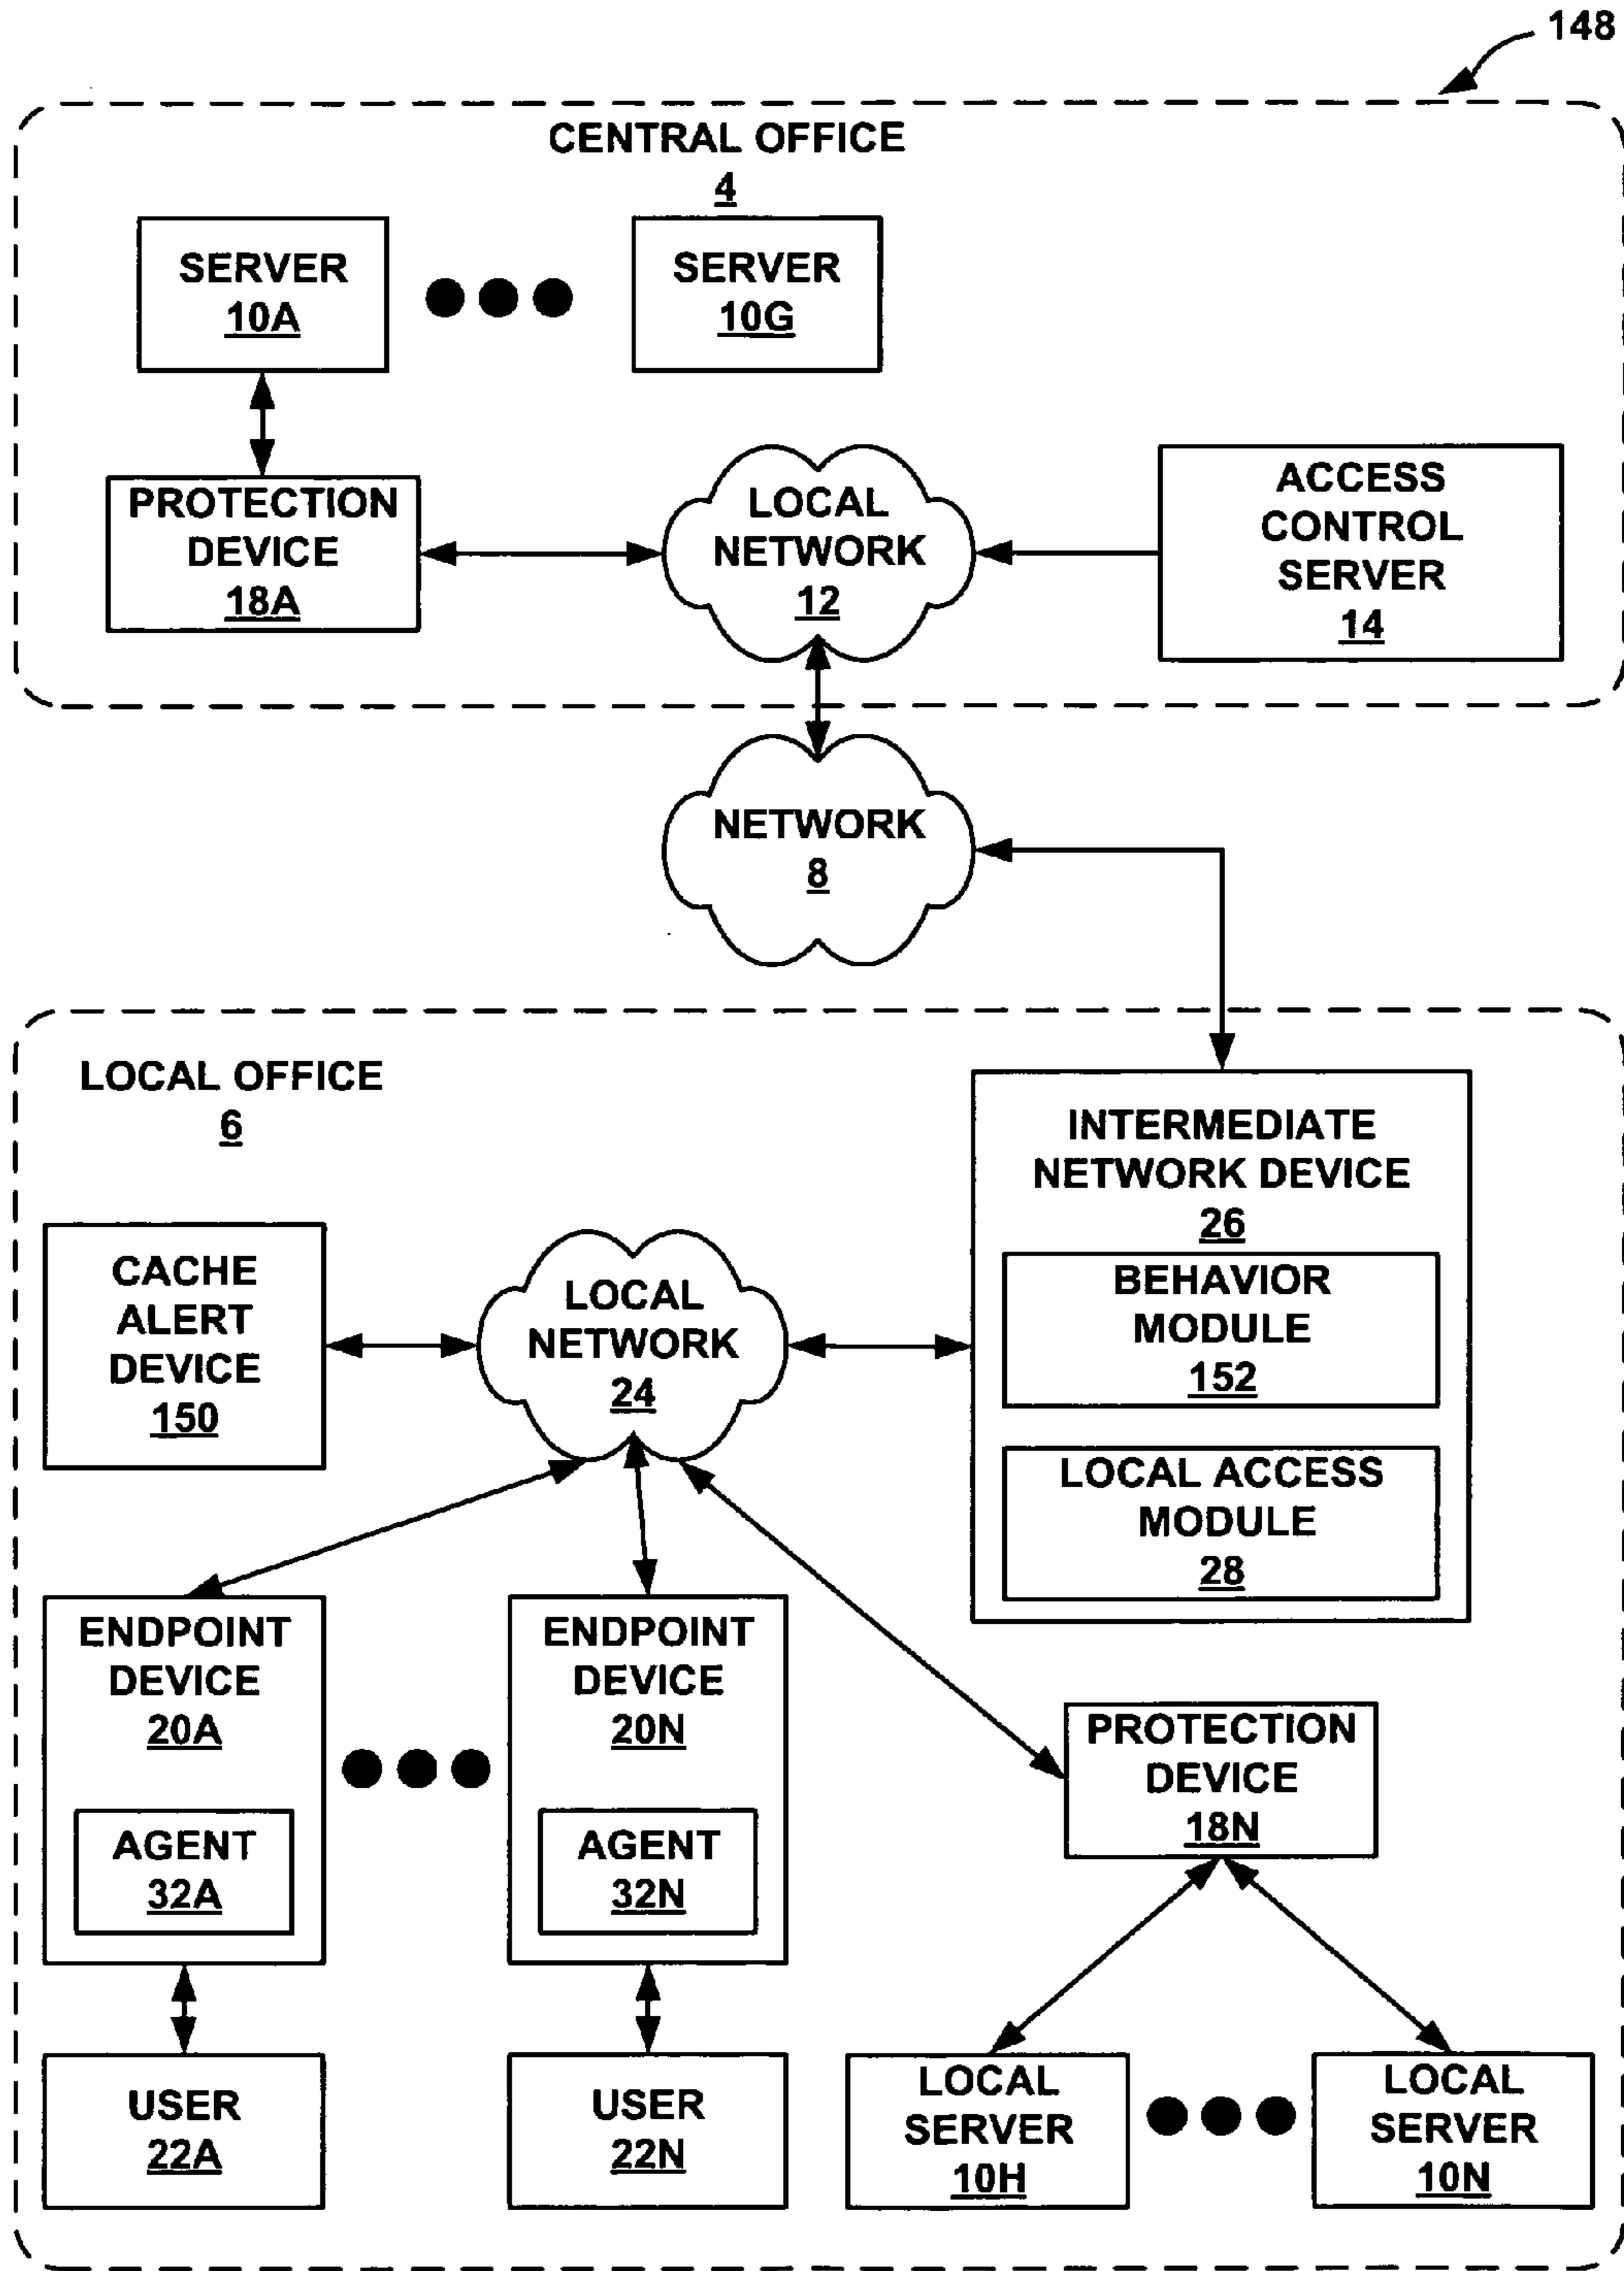 148
CENTRAL OFFICE
4
SERVER
10A
SERVER
10G
PROTECTION
DEVICE
18A
LOCAL
NETWORK
12
ACCESS
CONTROL
SERVER
14
NETWORK
8
LOCAL OFFICE
6
INTERMEDIATE
NETWORK DEVICE
26
BEHAVIOR
MODULE
152
LOCAL ACCESS
MODULE
28
CACHE
ALERT
DEVICE
150
LOCAL
NETWORK
24
ENDPOINT
DEVICE
20A
AGENT
32A
ENDPOINT
DEVICE
20N
AGENT
32N
PROTECTION
DEVICE
18N
USER
22A
USER
22N
LOCAL
SERVER
10H
LOCAL
SERVER
10N